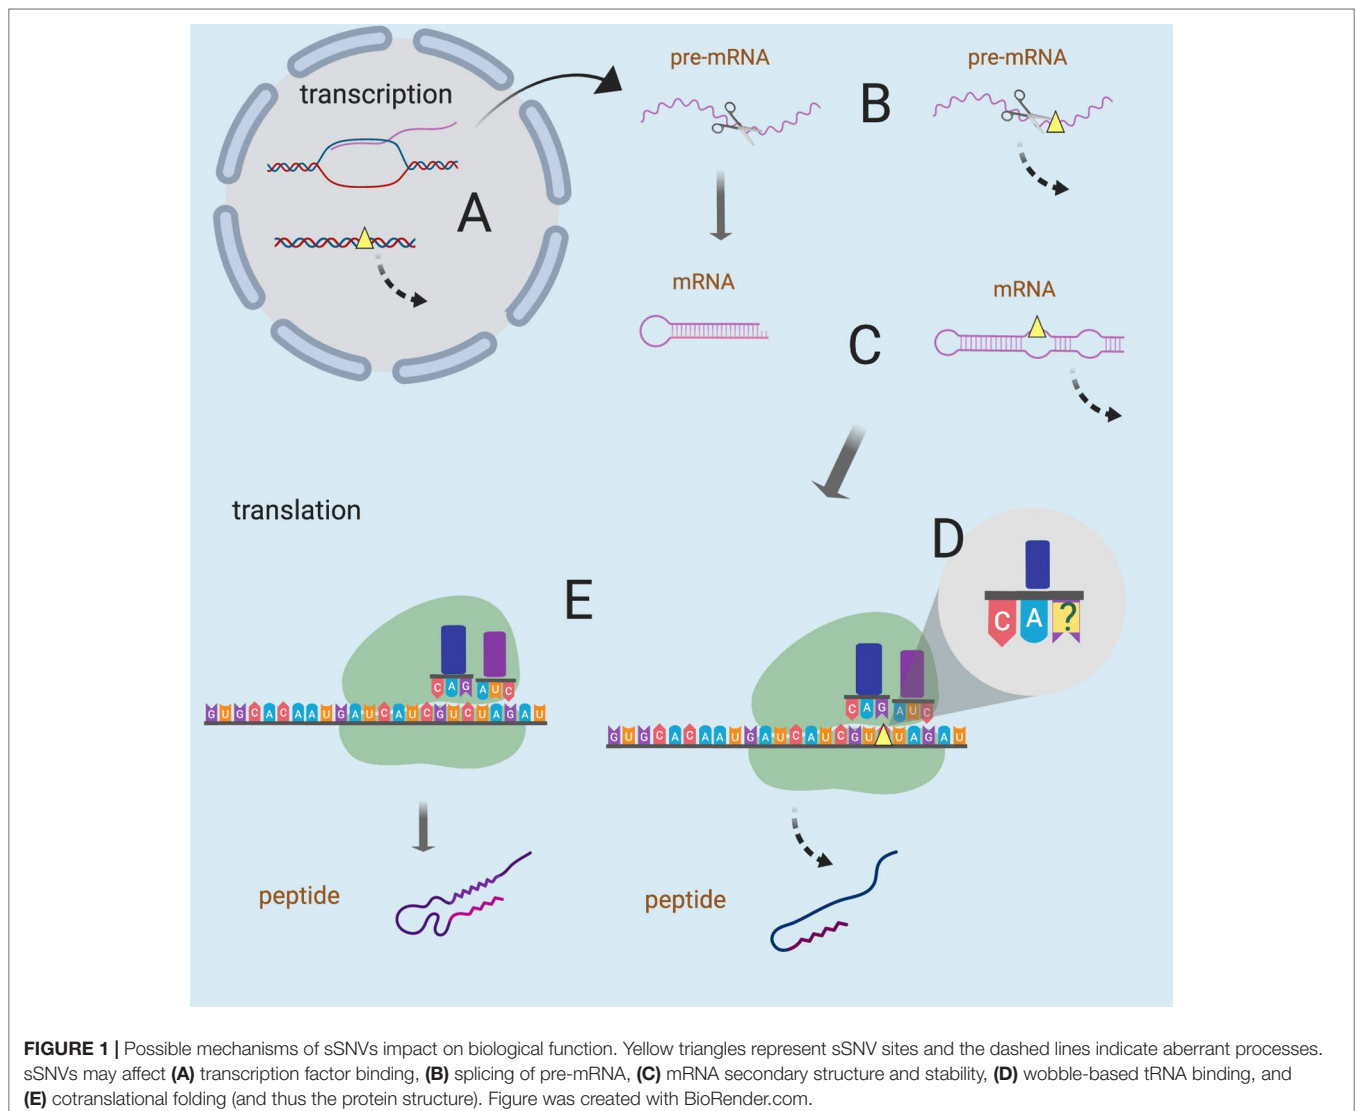 transcription
A
pre-mRNA
B
pre-mRNA
mRNA
C
mRNA
translation
D
C A ?
E
C A G A U C
G U G C A C A A U G A U C A U C G U C U A G A U
C A G A U C
G U G C A C A A U G A U C A U C G U U A G A U
peptide
peptide
FIGURE 1 | Possible mechanisms of sSNVs impact on biological function. Yellow triangles represent sSNV sites and the dashed lines indicate aberrant processes.
sSNVs may affect (A) transcription factor binding, (B) splicing of pre-mRNA, (C) mRNA secondary structure and stability, (D) wobble-based tRNA binding, and
(E) cotranslational folding (and thus the protein structure). Figure was created with BioRender.com.